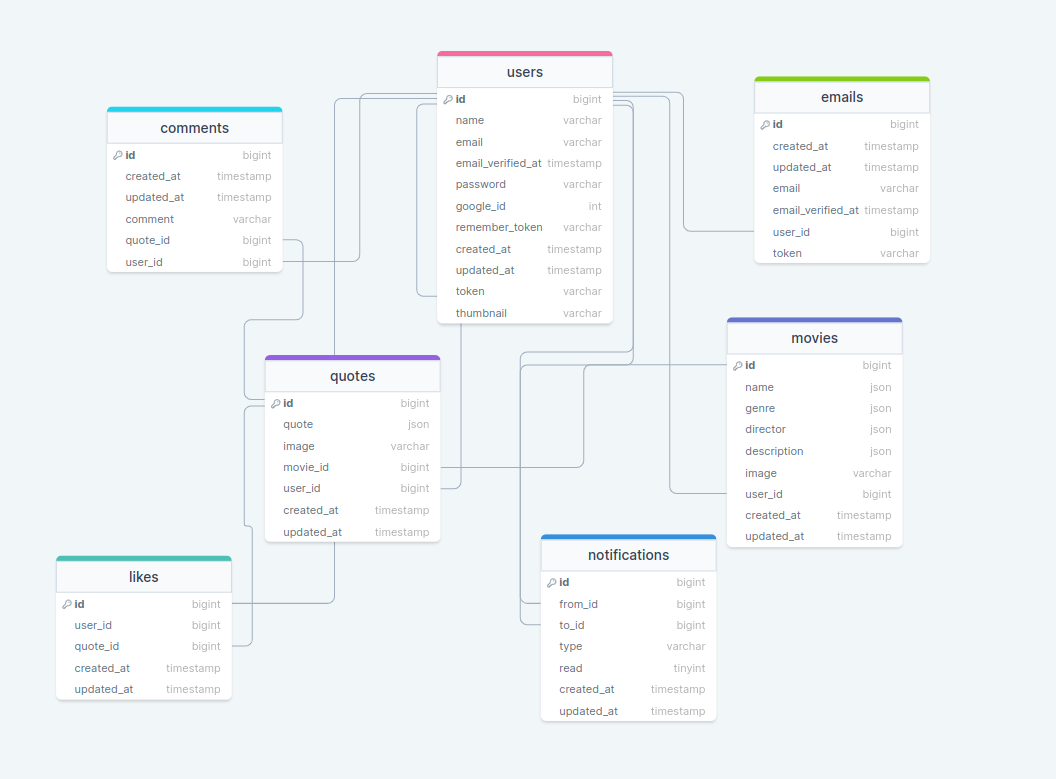 users
id bigint
name varchar
email varchar
email_verified_at timestamp
password varchar
google_id int
remember_token varchar
created_at timestamp
updated_at timestamp
token varchar
thumbnail varchar
emails
id bigint
created_at timestamp
updated_at timestamp
email varchar
email_verified_at timestamp
user_id bigint
token varchar
comments
id bigint
created_at timestamp
updated_at timestamp
comment varchar
quote_id bigint
user_id bigint
movies
id bigint
name json
genre json
director json
description json
image varchar
user_id bigint
created_at timestamp
updated_at timestamp
quotes
id bigint
quote json
image varchar
movie_id bigint
user_id bigint
created_at timestamp
updated_at timestamp
notifications
id bigint
from_id bigint
to_id bigint
type varchar
read tinyint
created_at timestamp
updated_at timestamp
likes
id bigint
user_id bigint
quote_id bigint
created_at timestamp
updated_at timestamp